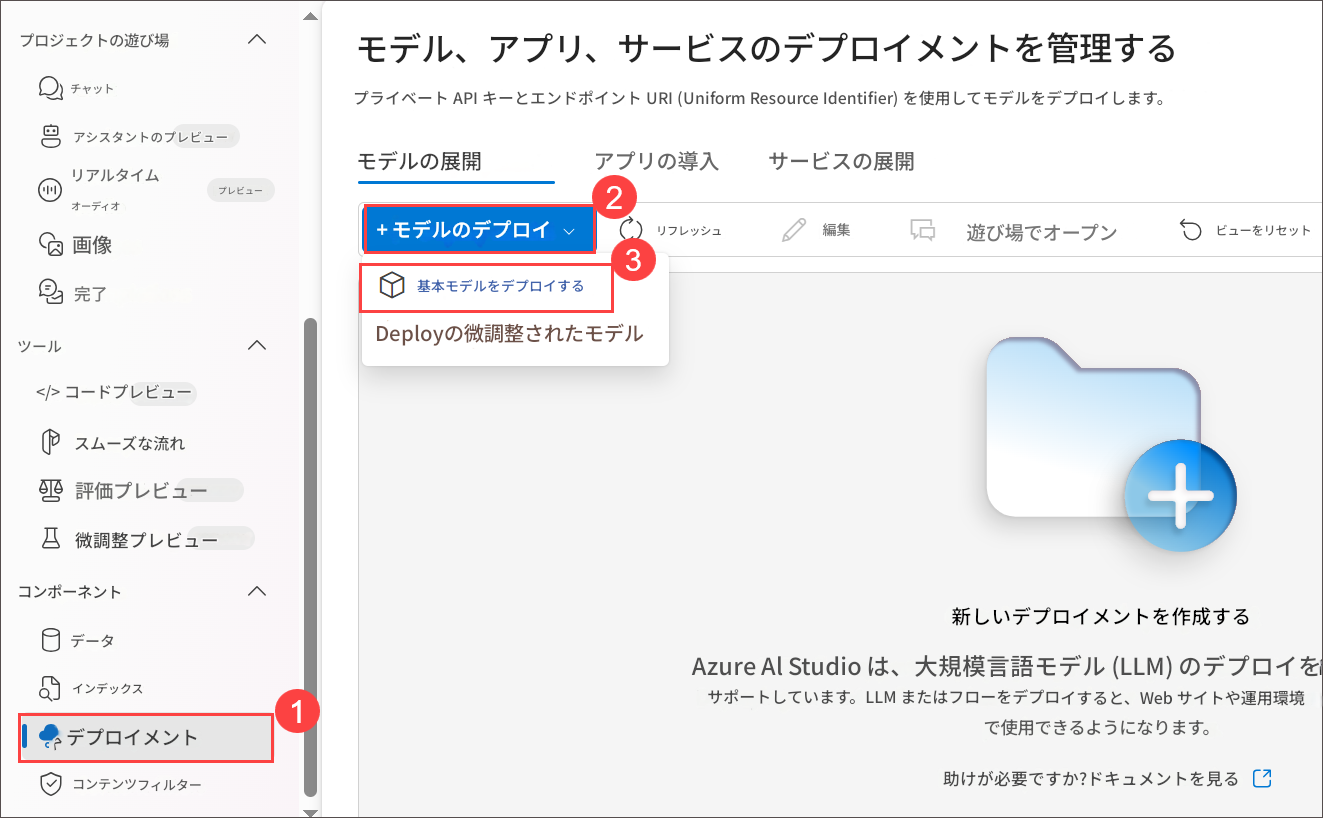 プロジェクトの遊び場
チャット
アシスタントのプレビュー
リアルタイム
オーディオ
プレビュー
画像
完了
ツール
</> コードプレビュー
スムーズな流れ
評価プレビュー
微調整プレビュー
コンポーネント
データ
インデックス
1
デプロイメント
コンテンツフィルター
モデル、アプリ、サービスのデプロイメントを管理する
プライベート API キーとエンドポイント URI (Uniform Resource Identifier) を使用してモデルをデプロイします。
モデルの展開 アプリの導入 サービスの展開
2
+ モデルのデプロイ リフレッシュ 編集 遊び場でオープン ビューをリセット
3
基本モデルをデプロイする
Deployの微調整されたモデル
新しいデプロイメントを作成する
Azure Al Studio は、大規模言語モデル (LLM) のデプロイを
サポートしています。LLM またはフローをデプロイすると、Web サイトや運用環境
で使用できるようになります。
助けが必要ですか?ドキュメントを見る